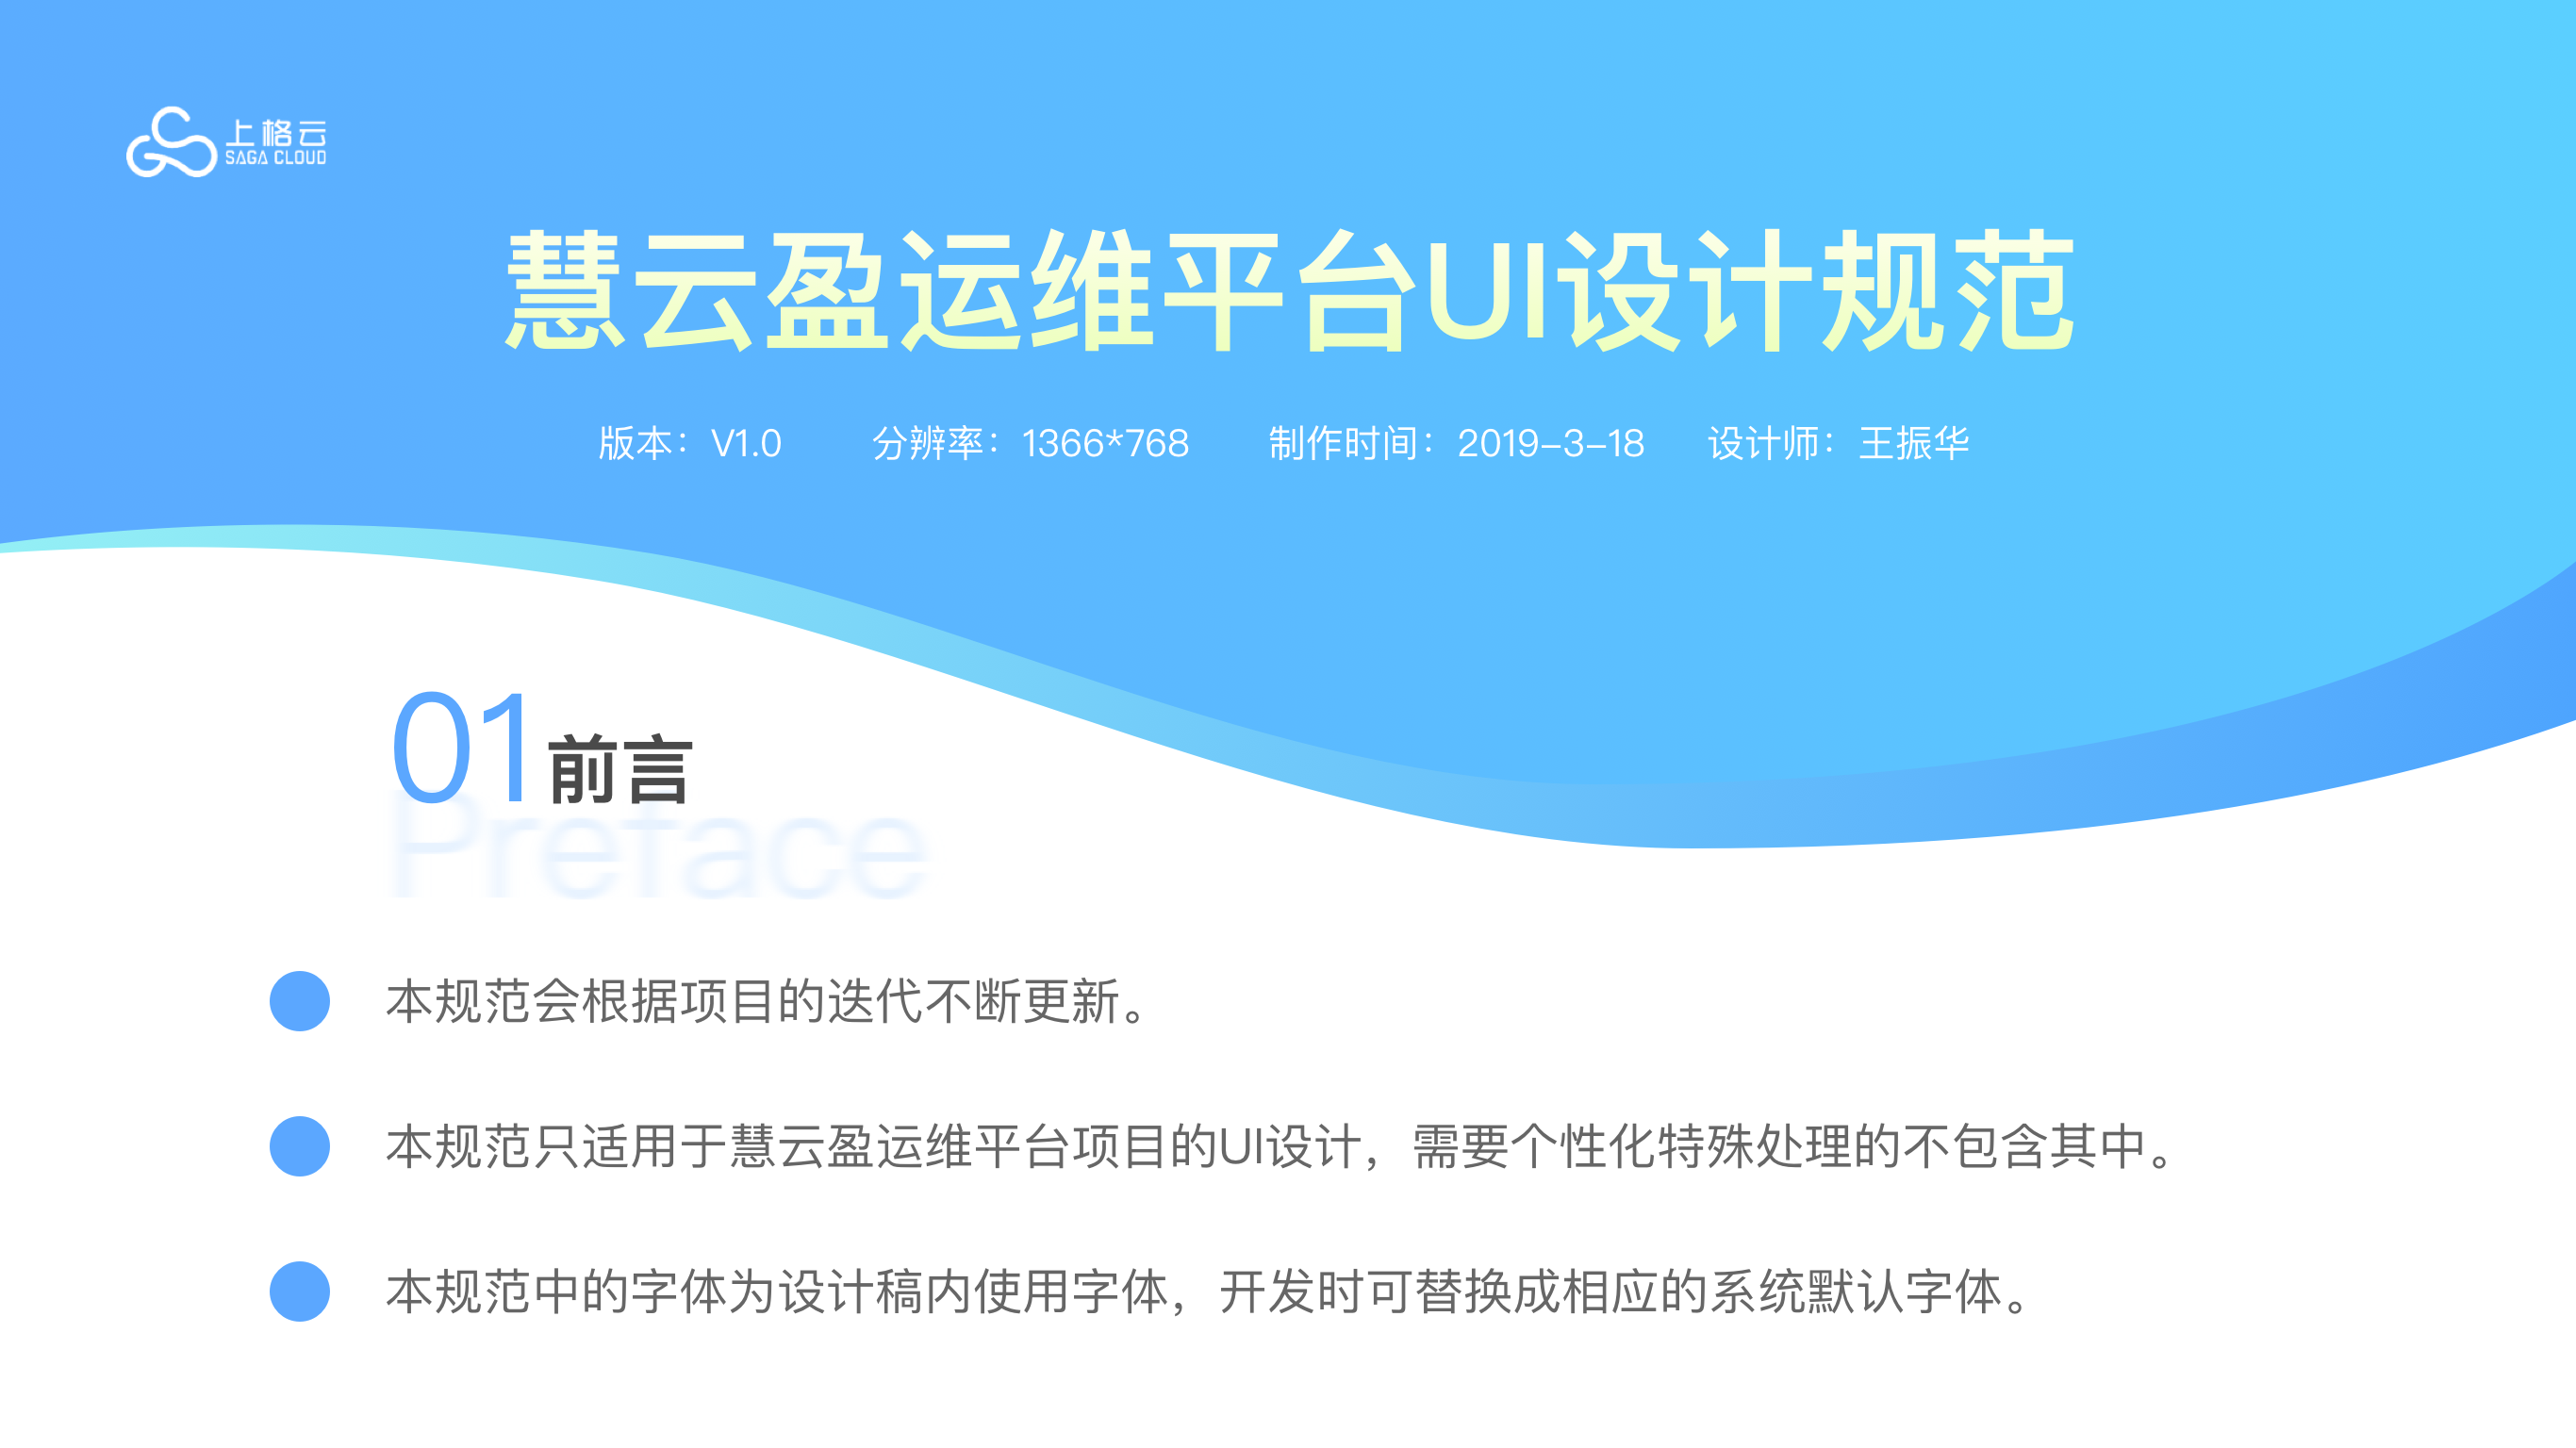 上格云
SAGA CLOUD
慧云盈运维平台UI设计规范
版本：V1.0 分辨率：1366*768 制作时间：2019-3-18 设计师：王振华
01 前言
Preface
本规范会根据项目的迭代不断更新。
本规范只适用于慧云盈运维平台项目的UI设计，需要个性化特殊处理的不包含其中。
本规范中的字体为设计稿内使用字体，开发时可替换成相应的系统默认字体。